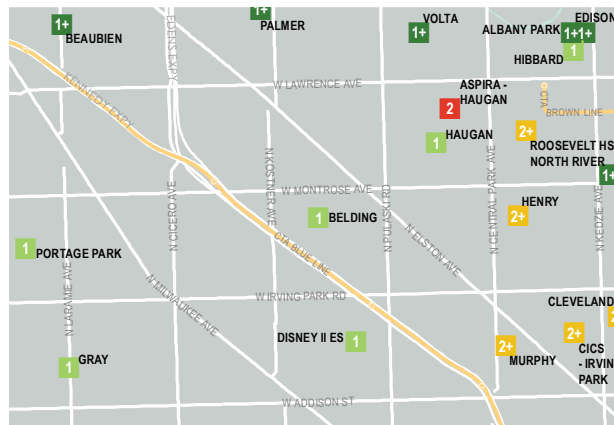 VOLTA
EDISON
1+
1+
1+
1+1+
PALMER
ALBANY PARK
BEAUBIEN
EDENS EXPY
1
HIBBARD
KENNEDY EXPY
W LAWRENCE AVE
ASPIRA -
HAUGAN
CTA
2
BROWN LINE
2+
1
HAUGAN
ROOSEVELT HS
NORTH RIVER
N KOSTNER AVE
N CENTRAL PARK AVE
1+
W MONTROSE AVE
N CICERO AVE
N PULASKI RD
N KEDZIE AVE
HENRY
2+
1
BELDING
N ELSTON AVE
1
PORTAGE PARK
CTA BLUE LINE
N LARAMIE AVE
N MILWAUKEE AVE
W IRVING PARK RD
CLEVELAND
2
2+
DISNEY II ES
1
2+
CICS
- IRVIN
PARK
MURPHY
GRAY
1
W ADDISON ST